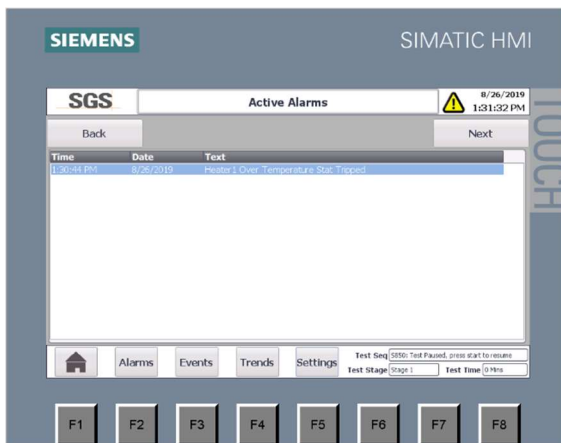 SIEMENS
SIMATIC HMI
TOUCH
SGS
Active Alarms
8/26/2019
1:31:32 PM
Back
Next
Time Date Text
1:30:44 PM 8/26/2019 Heater1 Over Temperature Stat Tripped
Alarms Events Trends Settings
Test Seq S850: Test Paused, press start to resume
Test Stage Stage 1 Test Time 0 Mins
F1 F2 F3 F4 F5 F6 F7 F8